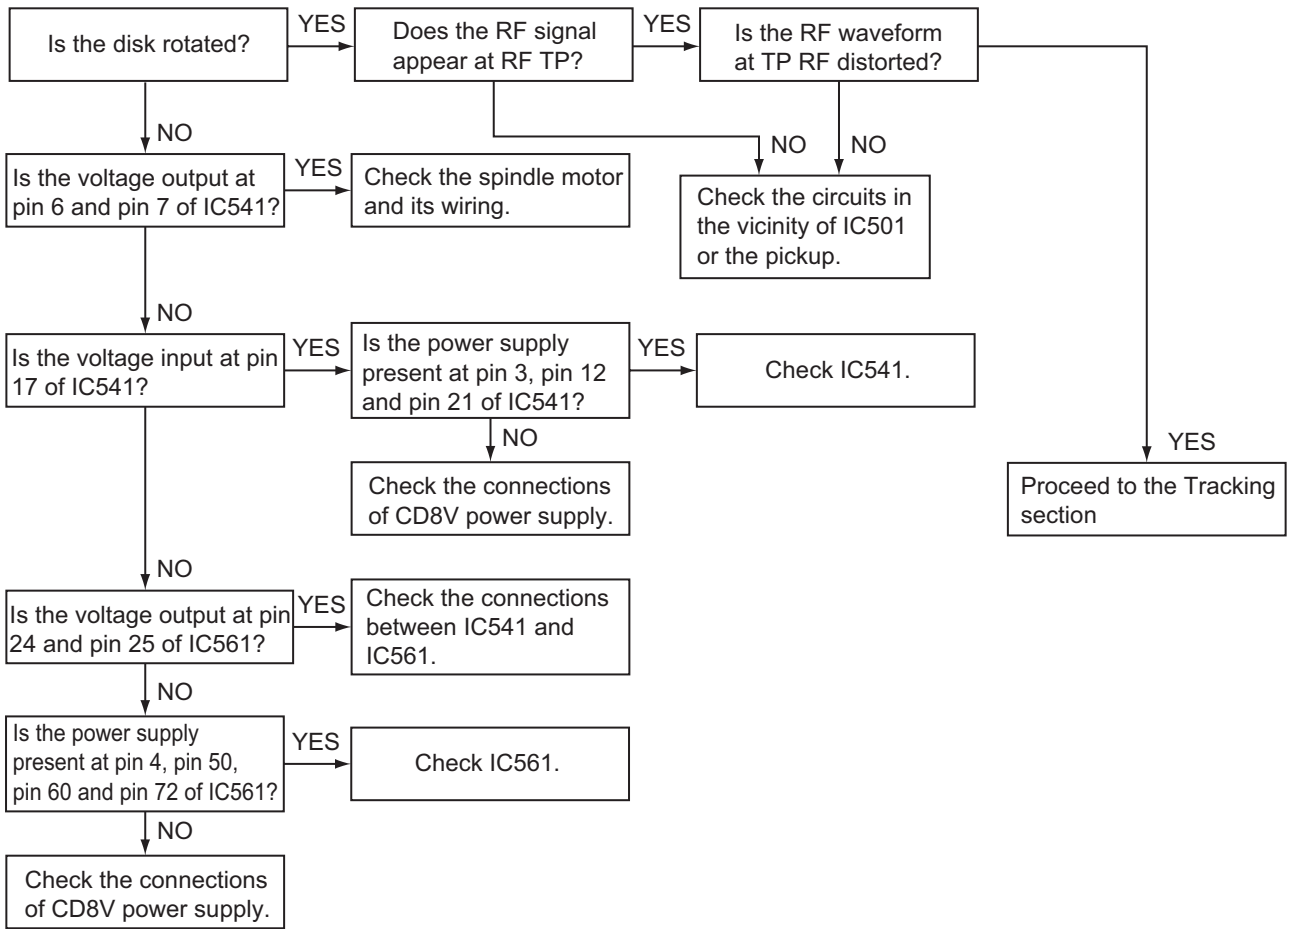 Is the disk rotated?
YES
Does the RF signal
appear at RF TP?
YES
Is the RF waveform
at TP RF distorted?
NO
NO
NO
Is the voltage output at
pin 6 and pin 7 of IC541?
YES
Check the spindle motor
and its wiring.
Check the circuits in
the vicinity of IC501
or the pickup.
NO
Is the voltage input at pin
17 of IC541?
YES
Is the power supply
present at pin 3, pin 12
and pin 21 of IC541?
YES
Check IC541.
NO
Check the connections
of CD8V power supply.
YES
Proceed to the Tracking
section
NO
Is the voltage output at pin
24 and pin 25 of IC561?
YES
Check the connections
between IC541 and
IC561.
NO
Is the power supply
present at pin 4, pin 50,
pin 60 and pin 72 of IC561?
YES
Check IC561.
NO
Check the connections
of CD8V power supply.